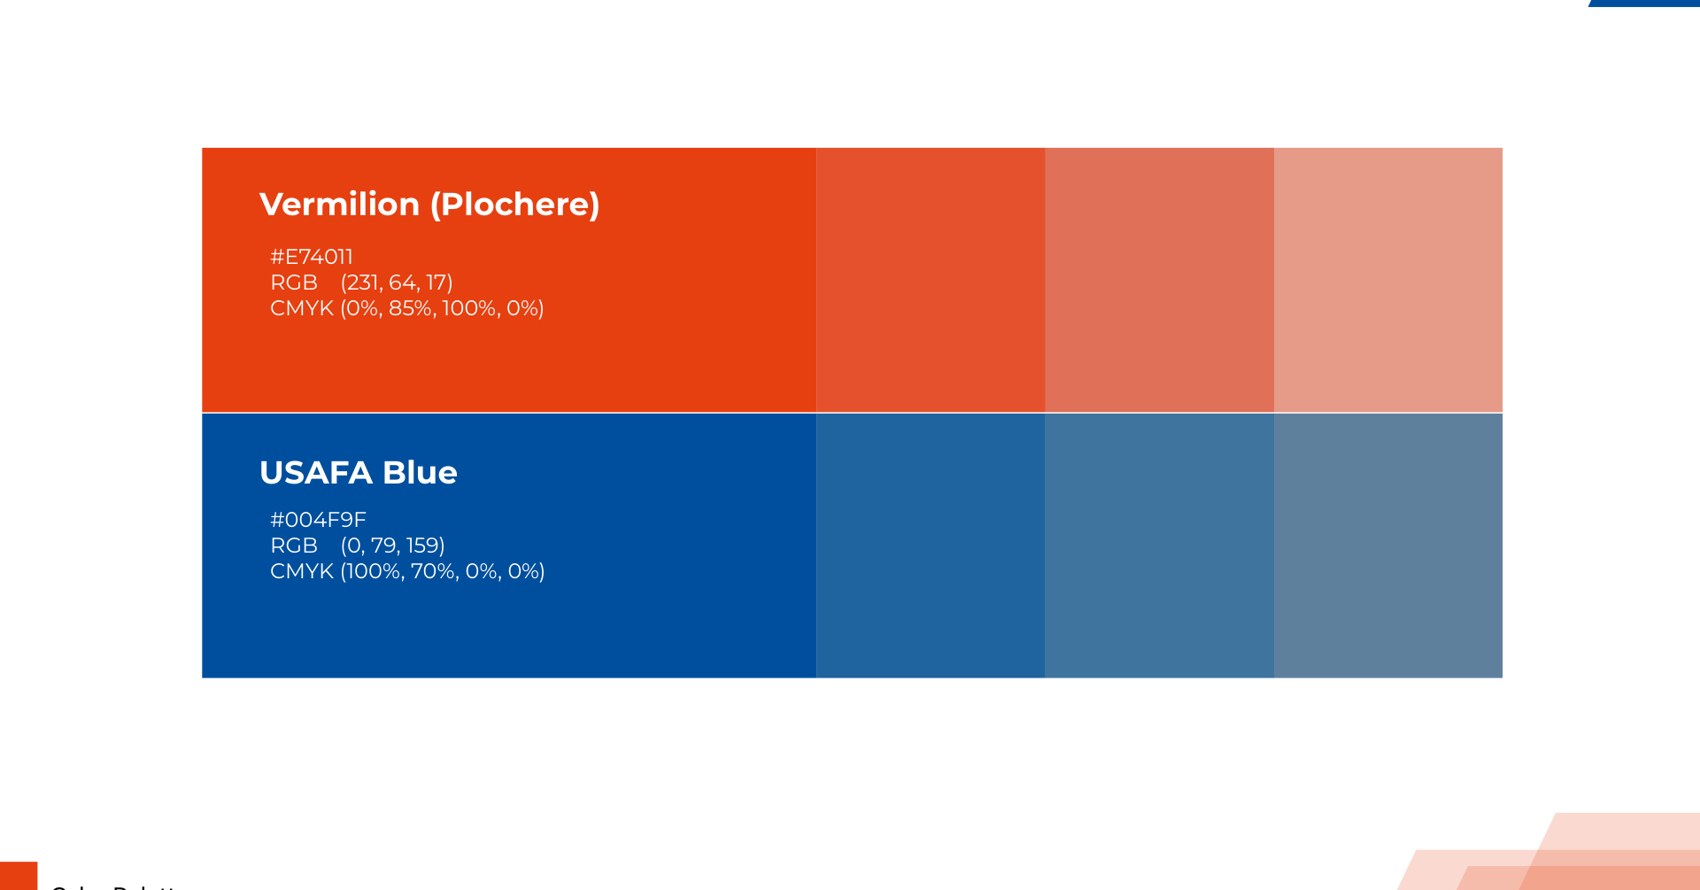 Vermilion (Plochere)
#E74011
RGB (231, 64, 17)
CMYK (0%, 85%, 100%, 0%)
USAFA Blue
#004F9F
RGB (0, 79, 159)
CMYK (100%, 70%, 0%, 0%)